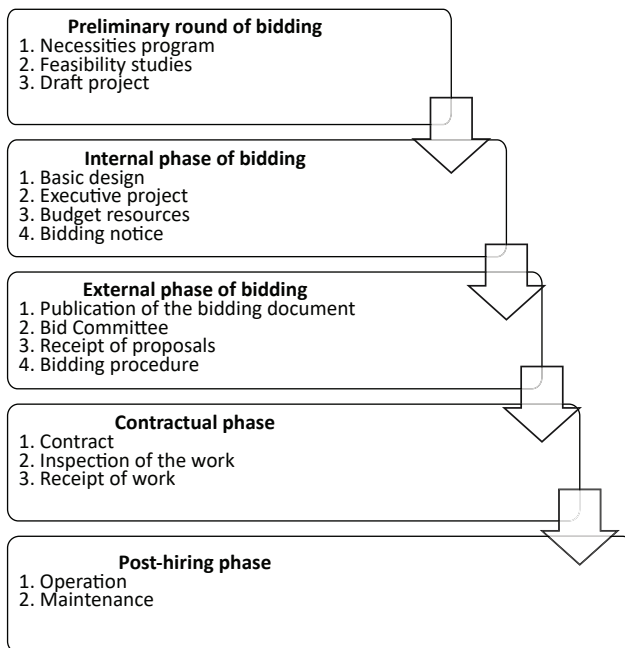 Preliminary round of bidding
1. Necessities program
2. Feasibility studies
3. Draft project
Internal phase of bidding
1. Basic design
2. Executive project
3. Budget resources
4. Bidding notice
External phase of bidding
1. Publication of the bidding document
2. Bid Committee
3. Receipt of proposals
4. Bidding procedure
Contractual phase
1. Contract
2. Inspection of the work
3. Receipt of work
Post-hiring phase
1. Operation
2. Maintenance